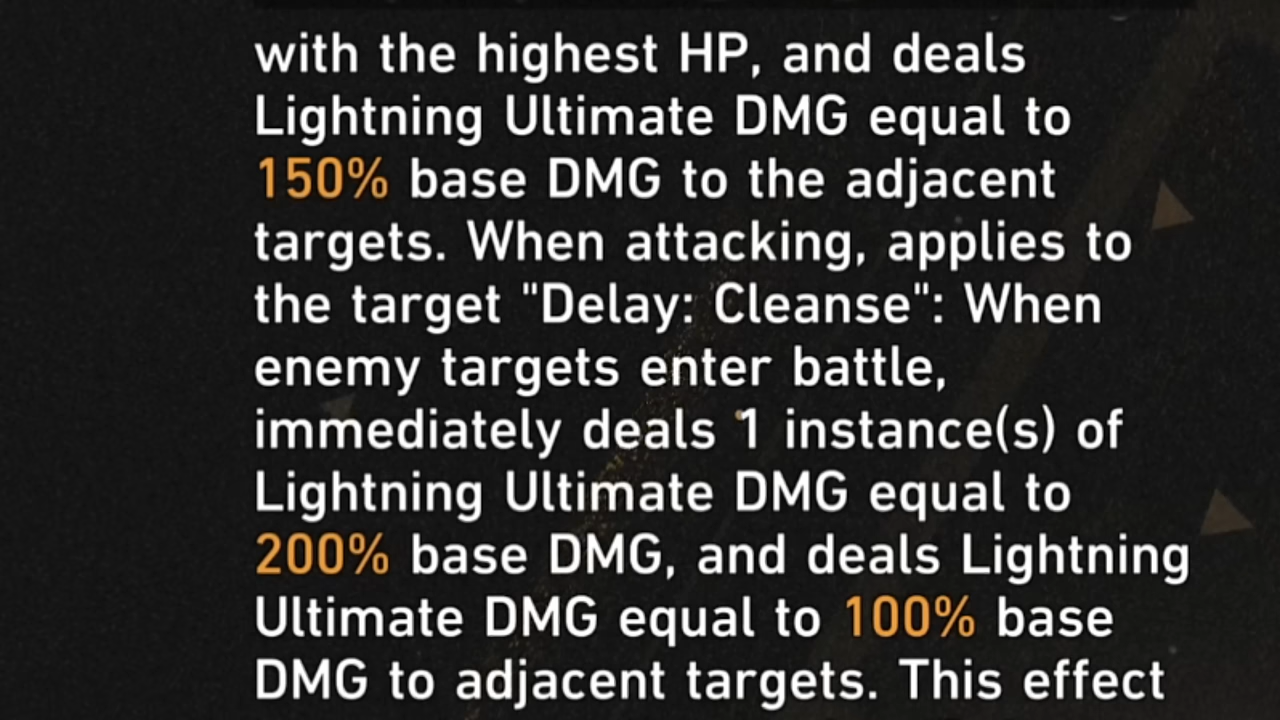 with the highest HP, and deals
Lightning Ultimate DMG equal to
150% base DMG to the adjacent
targets. When attacking, applies to
the target "Delay: Cleanse": When
enemy targets enter battle,
immediately deals 1 instance(s) of
Lightning Ultimate DMG equal to
200% base DMG, and deals Lightning
Ultimate DMG equal to 100% base
DMG to adjacent targets. This effect